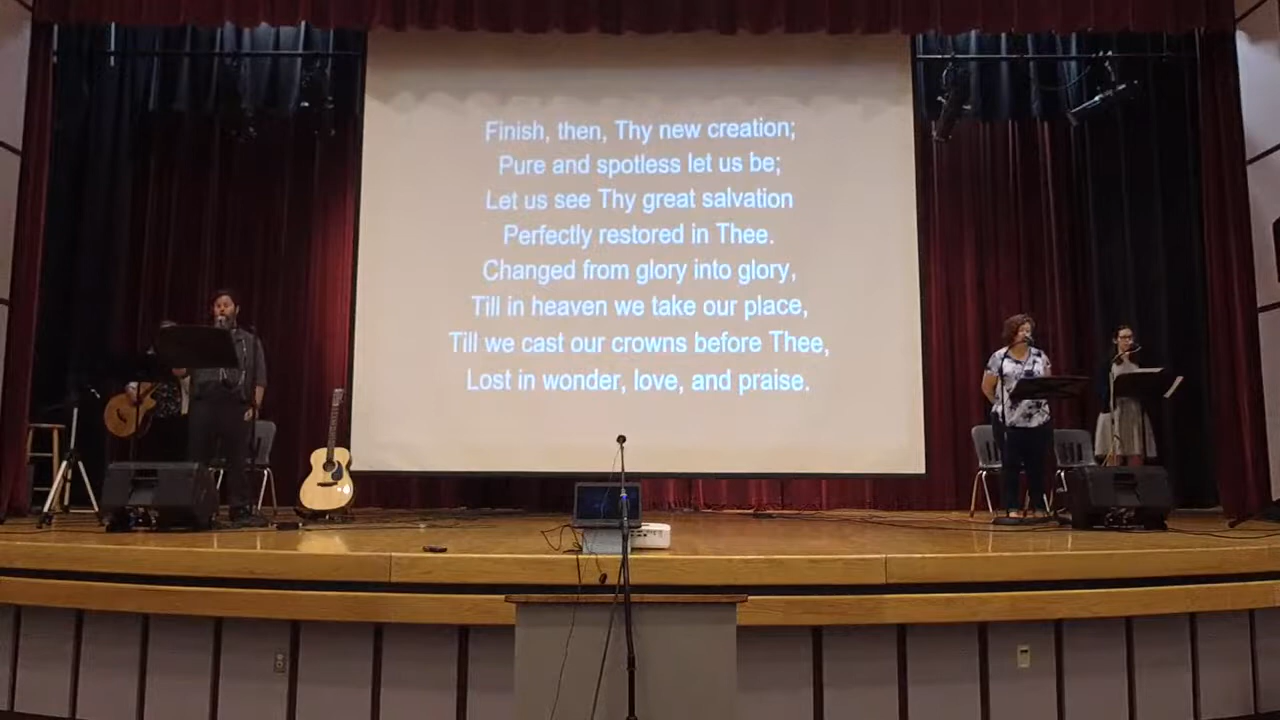 Finish, then, Thy new creation;
Pure and spotless let us be;
Let us see Thy great salvation
Perfectly restored in Thee.
Changed from glory into glory,
Till in heaven we take our place,
Till we cast our crowns before Thee,
Lost in wonder, love, and praise.